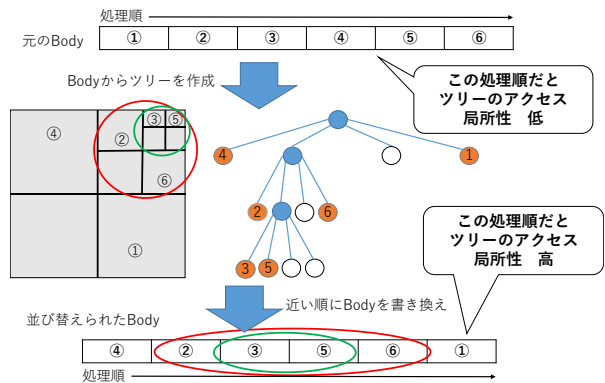 処理順
元のBody
① ② ③ ④ ⑤ ⑥
Bodyからツリーを作成
この処理順だと
ツリーのアクセス
局所性 低
④ ② ③ ⑤
⑥
①
4 1
2 6
3 5
この処理順だと
ツリーのアクセス
局所性 高
近い順にBodyを書き換え
並び替えられたBody
④ ② ③ ⑤ ⑥ ①
処理順